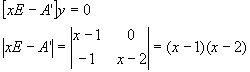 [xE − A']y = 0
|xE − A'| = |x − 1 0; −1 x − 2| = (x − 1)(x − 2)